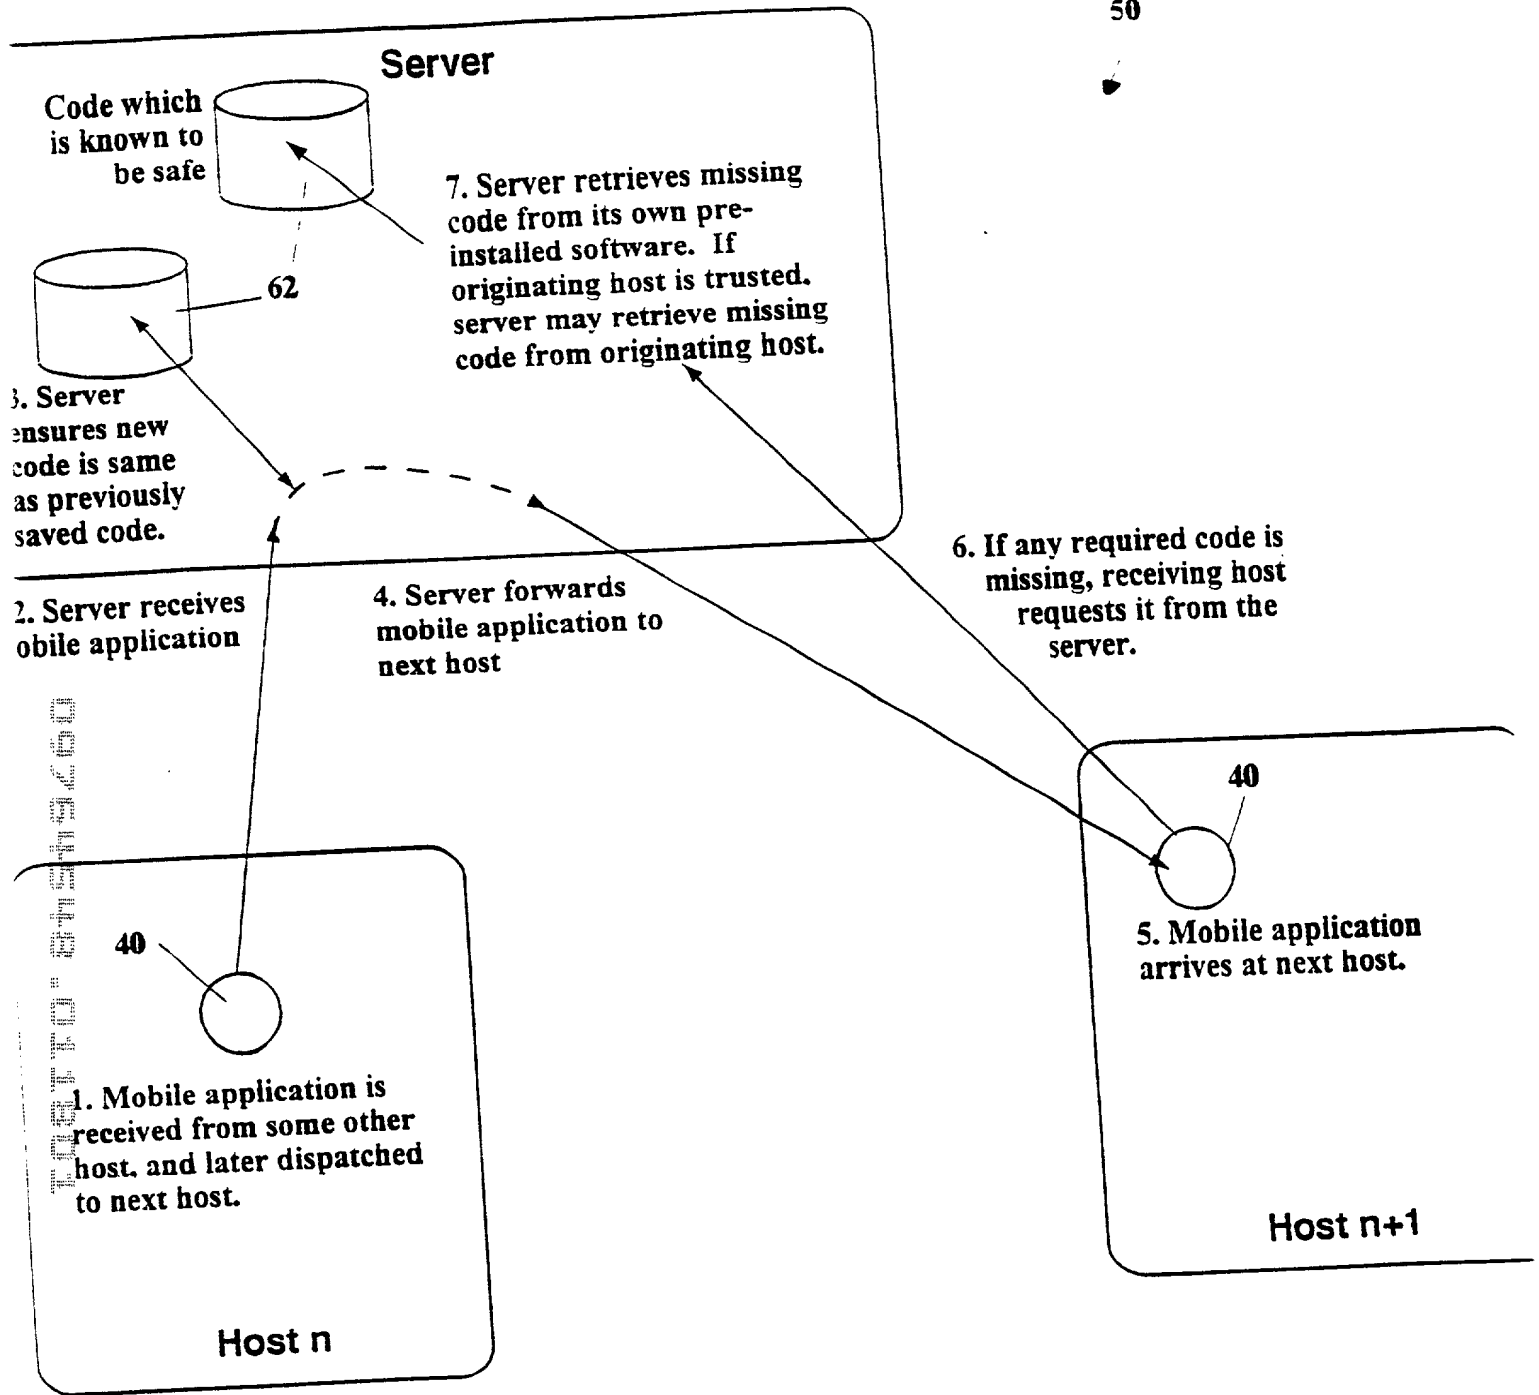 50
Server
Code which
is known to
be safe
7. Server retrieves missing
code from its own pre-
installed software. If
originating host is trusted.
server may retrieve missing
code from originating host.
62
3. Server
ensures new
code is same
as previously
saved code.
2. Server receives
obile application
4. Server forwards
mobile application to
next host
6. If any required code is
missing, receiving host
requests it from the
server.
40
5. Mobile application
arrives at next host.
Host n+1
40
1. Mobile application is
received from some other
host. and later dispatched
to next host.
Host n